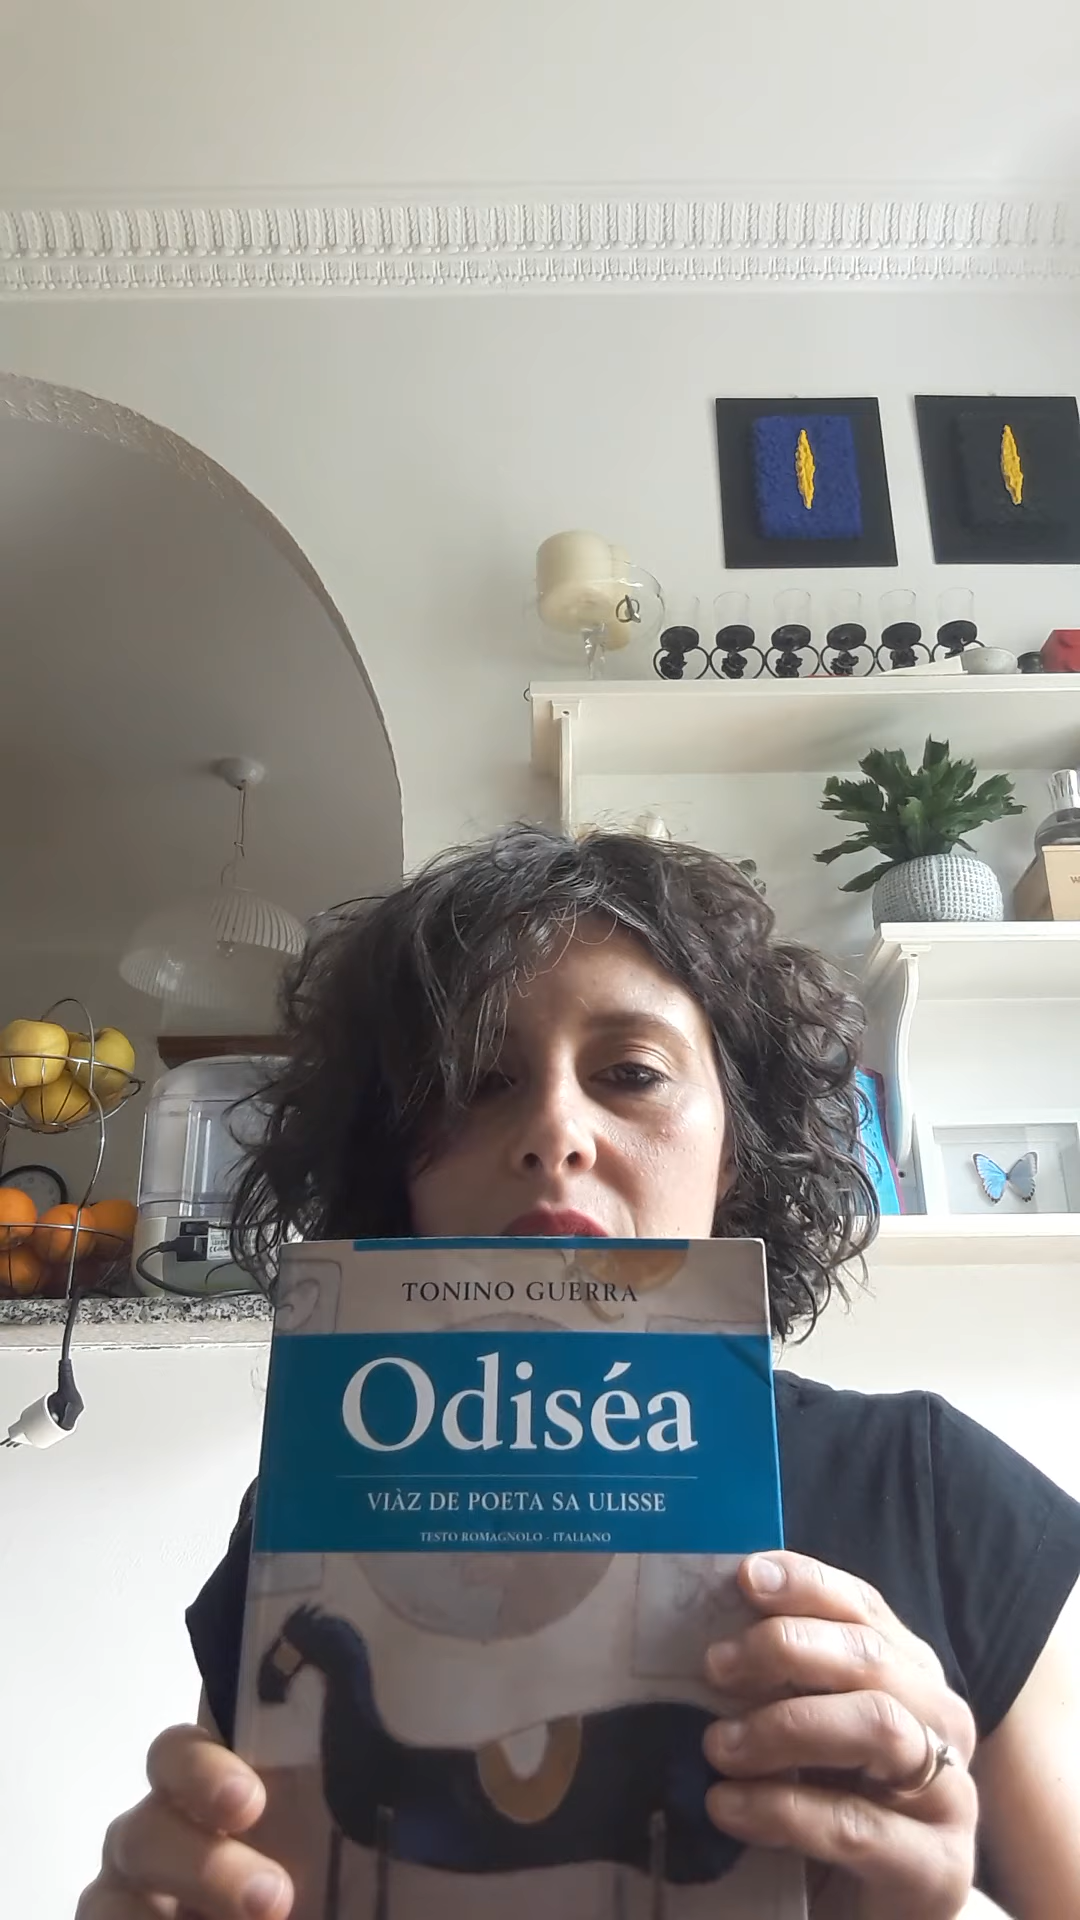 TONINO GUERRA
Odiséa
VIÀZ DE POETA SA ULISSE
TESTO ROMAGNOLO - ITALIANO